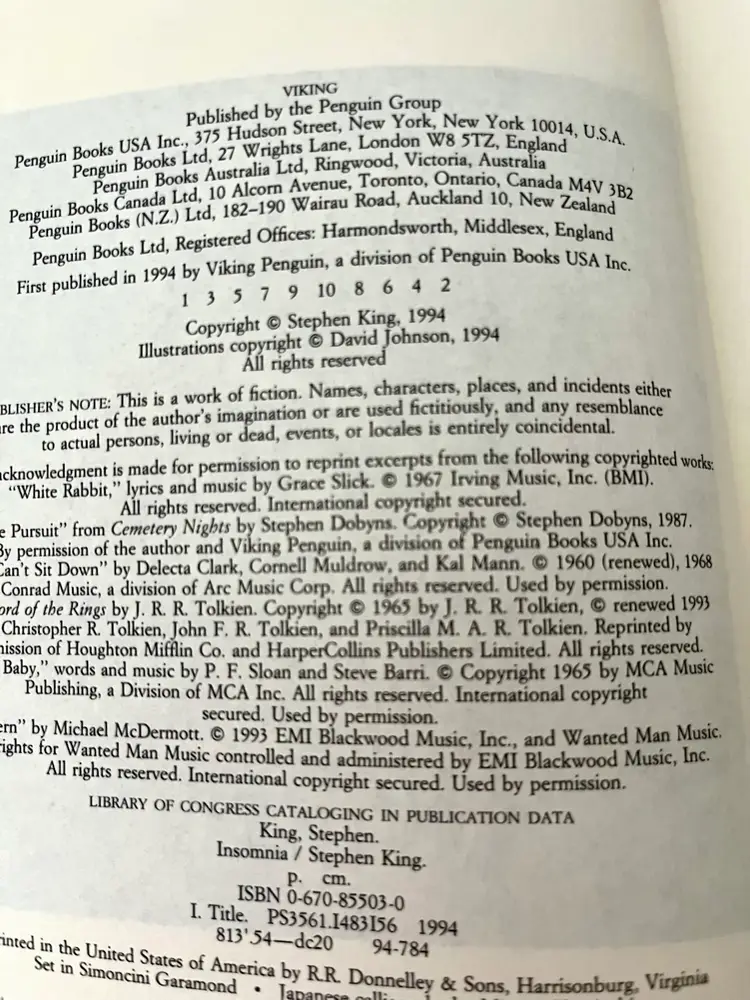 VIKING
Published by the Penguin Group
Penguin Books USA Inc., 375 Hudson Street, New York, New York 10014, U.S.A.
Penguin Books Ltd, 27 Wrights Lane, London W8 5TZ, England
Penguin Books Australia Ltd, Ringwood, Victoria, Australia
Penguin Books Canada Ltd, 10 Alcorn Avenue, Toronto, Ontario, Canada M4V 3B2
Penguin Books (N.Z.) Ltd, 182–190 Wairau Road, Auckland 10, New Zealand
Penguin Books Ltd, Registered Offices: Harmondsworth, Middlesex, England
First published in 1994 by Viking Penguin, a division of Penguin Books USA Inc.
1 3 5 7 9 10 8 6 4 2
Copyright © Stephen King, 1994
Illustrations copyright © David Johnson, 1994
All rights reserved
BLISHER'S NOTE: This is a work of fiction. Names, characters, places, and incidents either
re the product of the author's imagination or are used fictitiously, and any resemblance
to actual persons, living or dead, events, or locales is entirely coincidental.
acknowledgment is made for permission to reprint excerpts from the following copyrighted works:
"White Rabbit," lyrics and music by Grace Slick. © 1967 Irving Music, Inc. (BMI).
All rights reserved. International copyright secured.
e Pursuit" from Cemetery Nights by Stephen Dobyns. Copyright © Stephen Dobyns, 1987.
By permission of the author and Viking Penguin, a division of Penguin Books USA Inc.
Can't Sit Down" by Delecta Clark, Cornell Muldrow, and Kal Mann. © 1960 (renewed), 1968
Conrad Music, a division of Arc Music Corp. All rights reserved. Used by permission.
ord of the Rings by J. R. R. Tolkien. Copyright © 1965 by J. R. R. Tolkien, © renewed 1993
Christopher R. Tolkien, John F. R. Tolkien, and Priscilla M. A. R. Tolkien. Reprinted by
mission of Houghton Mifflin Co. and HarperCollins Publishers Limited. All rights reserved.
Baby," words and music by P. F. Sloan and Steve Barri. © Copyright 1965 by MCA Music
Publishing, a Division of MCA Inc. All rights reserved. International copyright
secured. Used by permission.
ern" by Michael McDermott. © 1993 EMI Blackwood Music, Inc., and Wanted Man Music.
ights for Wanted Man Music controlled and administered by EMI Blackwood Music, Inc.
All rights reserved. International copyright secured. Used by permission.
LIBRARY OF CONGRESS CATALOGING IN PUBLICATION DATA
King, Stephen.
Insomnia / Stephen King.
p. cm.
ISBN 0-670-85503-0
I. Title. PS3561.I483I56 1994
813'.54—dc20 94-784
rinted in the United States of America by R.R. Donnelley & Sons, Harrisonburg, Virginia
Set in Simoncini Garamond • Japanese